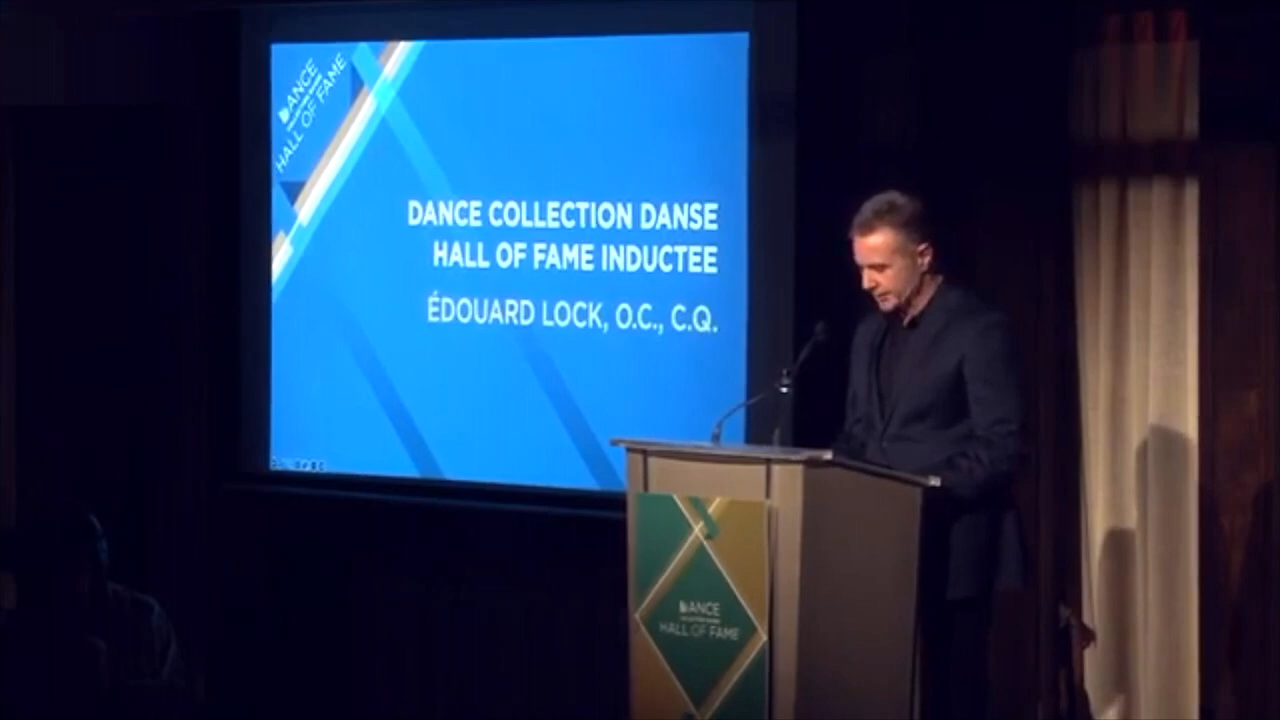 DANCE
HALL OF FAME
DANCE COLLECTION DANSE
HALL OF FAME INDUCTEE
ÉDOUARD LOCK, O.C., C.Q.
DANCE
HALL OF FAME